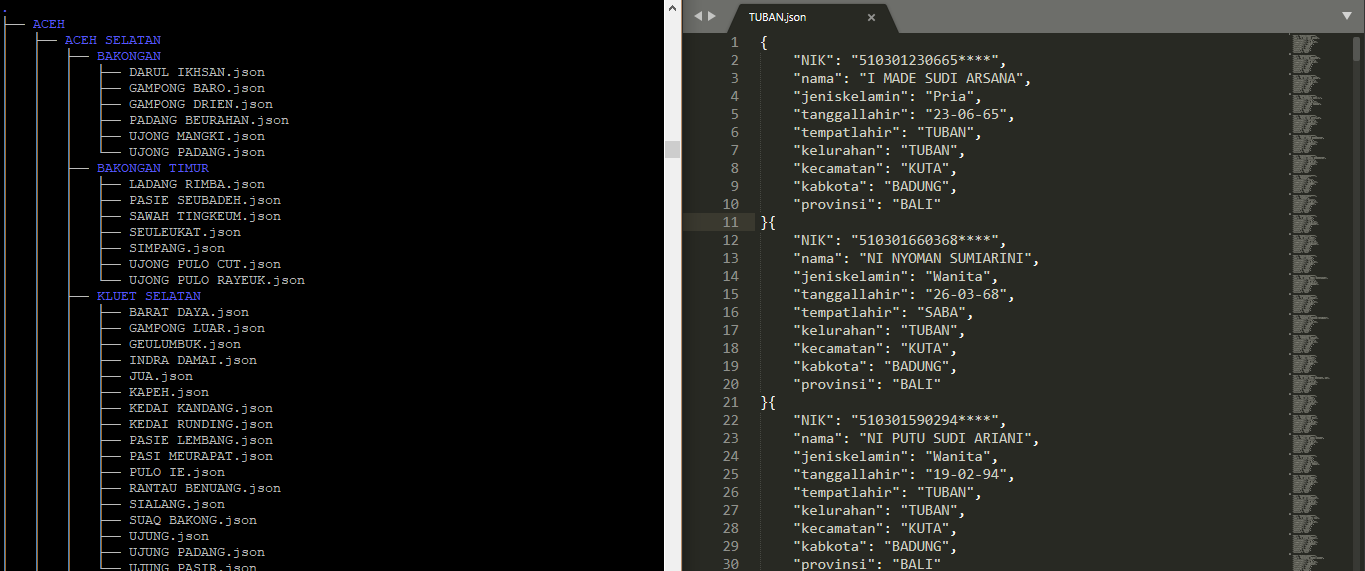 .
ACEH
ACEH SELATAN
BAKONGAN
DARUL IKHSAN.json
GAMPONG BARO.json
GAMPONG DRIEN.json
PADANG BEURAHAN.json
UJONG MANGKI.json
UJONG PADANG.json
BAKONGAN TIMUR
LADANG RIMBA.json
PASIE SEUBADEH.json
SAWAH TINGKEUM.json
SEULEUKAT.json
SIMPANG.json
UJONG PULO CUT.json
UJONG PULO RAYEUK.json
KLUET SELATAN
BARAT DAYA.json
GAMPONG LUAR.json
GEULUMBUK.json
INDRA DAMAI.json
JUA.json
KAPEH.json
KEDAI KANDANG.json
KEDAI RUNDING.json
PASIE LEMBANG.json
PASI MEURAPAT.json
PULO IE.json
RANTAU BENUANG.json
SIALANG.json
SUAQ BAKONG.json
UJUNG.json
UJUNG PADANG.json
UJUNG PASIR.json
TUBAN.json
1 {
2 "NIK": "510301230665****",
3 "nama": "I MADE SUDI ARSANA",
4 "jeniskelamin": "Pria",
5 "tanggallahir": "23-06-65",
6 "tempatlahir": "TUBAN",
7 "kelurahan": "TUBAN",
8 "kecamatan": "KUTA",
9 "kabkota": "BADUNG",
10 "provinsi": "BALI"
11 }{
12 "NIK": "510301660368****",
13 "nama": "NI NYOMAN SUMIARINI",
14 "jeniskelamin": "Wanita",
15 "tanggallahir": "26-03-68",
16 "tempatlahir": "SABA",
17 "kelurahan": "TUBAN",
18 "kecamatan": "KUTA",
19 "kabkota": "BADUNG",
20 "provinsi": "BALI"
21 }{
22 "NIK": "510301590294****",
23 "nama": "NI PUTU SUDI ARIANI",
24 "jeniskelamin": "Wanita",
25 "tanggallahir": "19-02-94",
26 "tempatlahir": "TUBAN",
27 "kelurahan": "TUBAN",
28 "kecamatan": "KUTA",
29 "kabkota": "BADUNG",
30 "provinsi": "BALI"